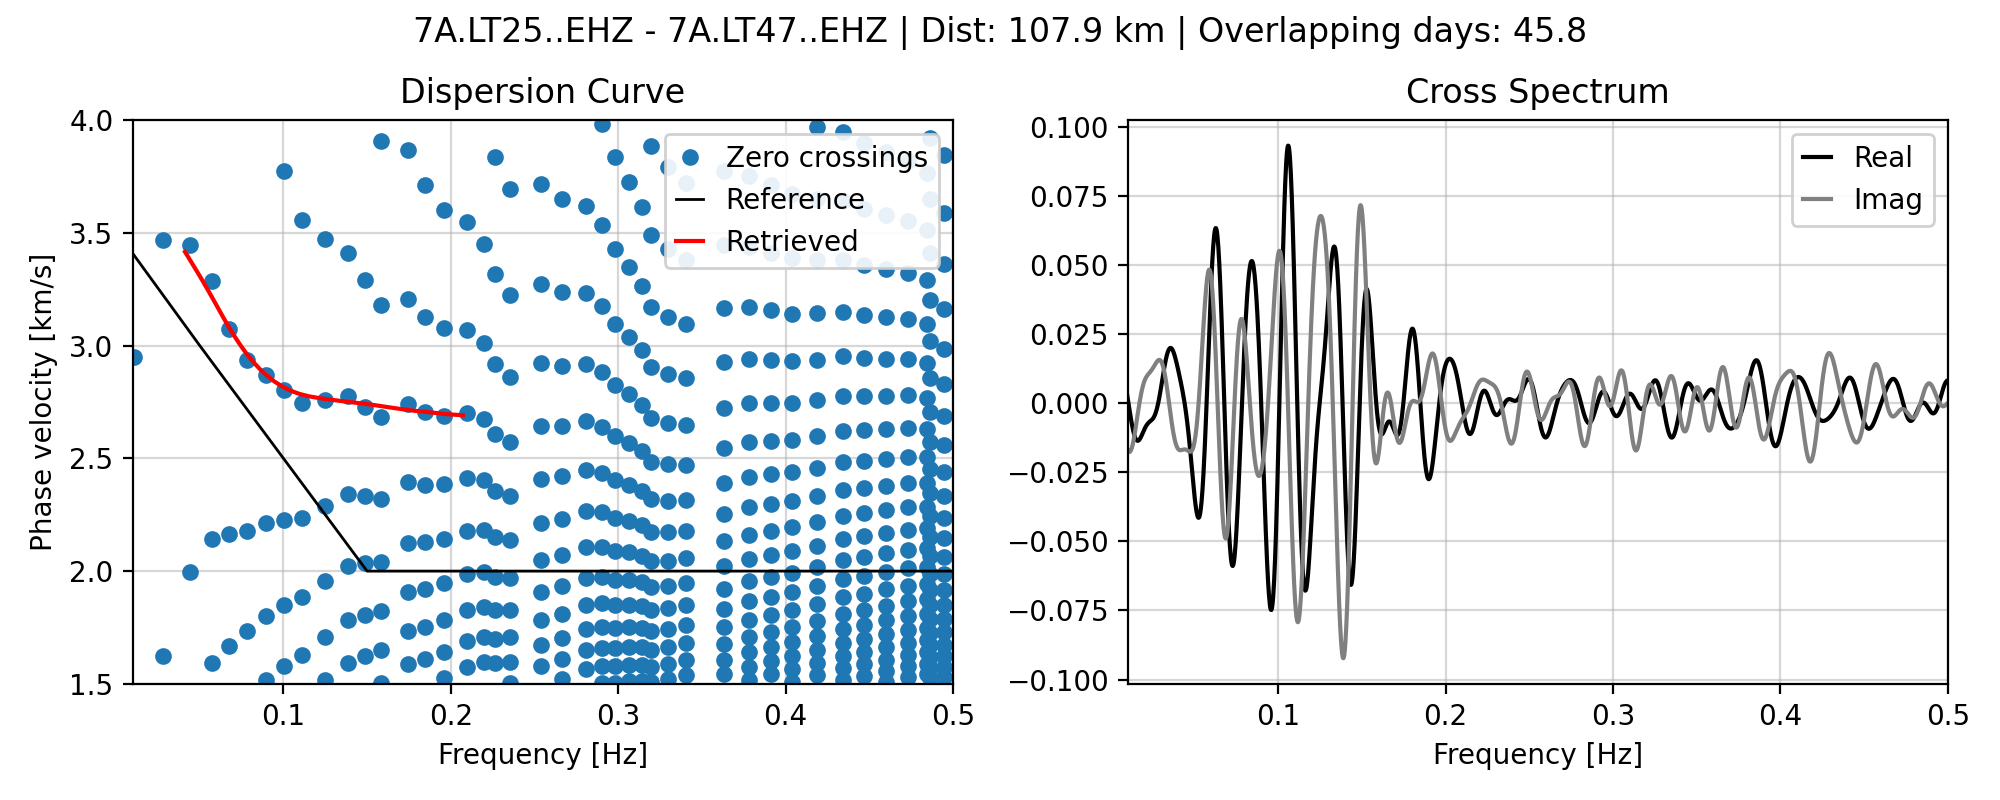 7A.LT25..EHZ - 7A.LT47..EHZ | Dist: 107.9 km | Overlapping days: 45.8
Dispersion Curve
4.0
3.5
3.0
2.5
2.0
1.5
Phase velocity [km/s]
0.1 0.2 0.3 0.4 0.5
Frequency [Hz]
Zero crossings
Reference
Retrieved
Cross Spectrum
0.100
0.075
0.050
0.025
0.000
−0.025
−0.050
−0.075
−0.100
0.1 0.2 0.3 0.4 0.5
Frequency [Hz]
Real
Imag